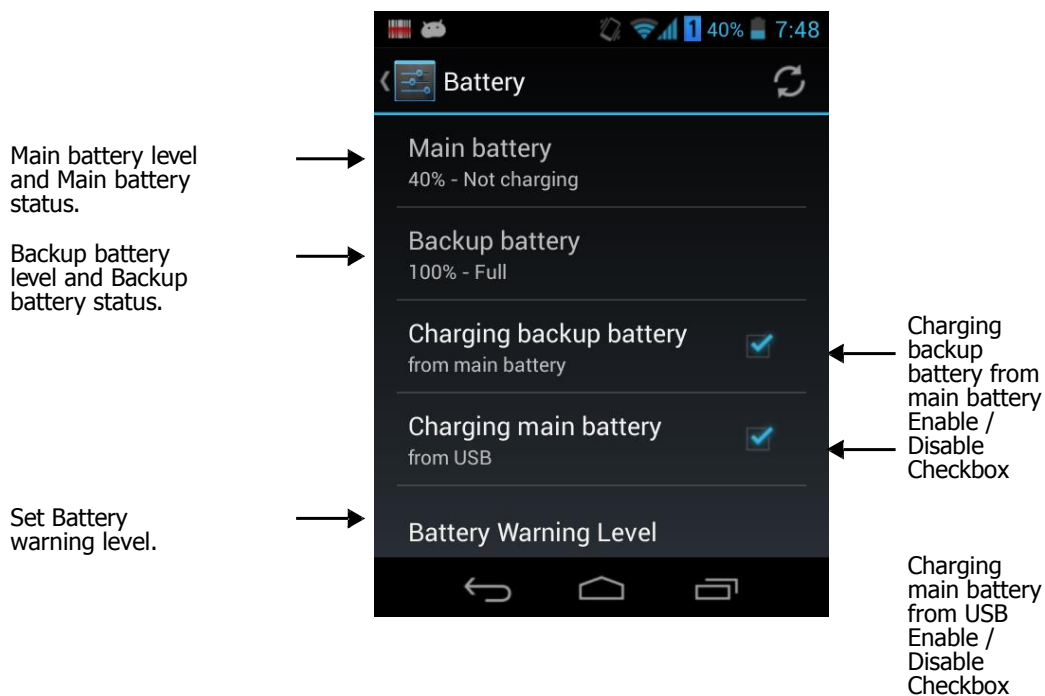 1 40% 7:48
Battery
Main battery level
and Main battery
status.
Main battery
40% - Not charging
Backup battery
level and Backup
battery status.
Backup battery
100% - Full
Charging backup battery
from main battery
Charging
backup
battery from
main battery
Enable /
Disable
Checkbox
Charging main battery
from USB
Set Battery
warning level.
Battery Warning Level
Charging
main battery
from USB
Enable /
Disable
Checkbox